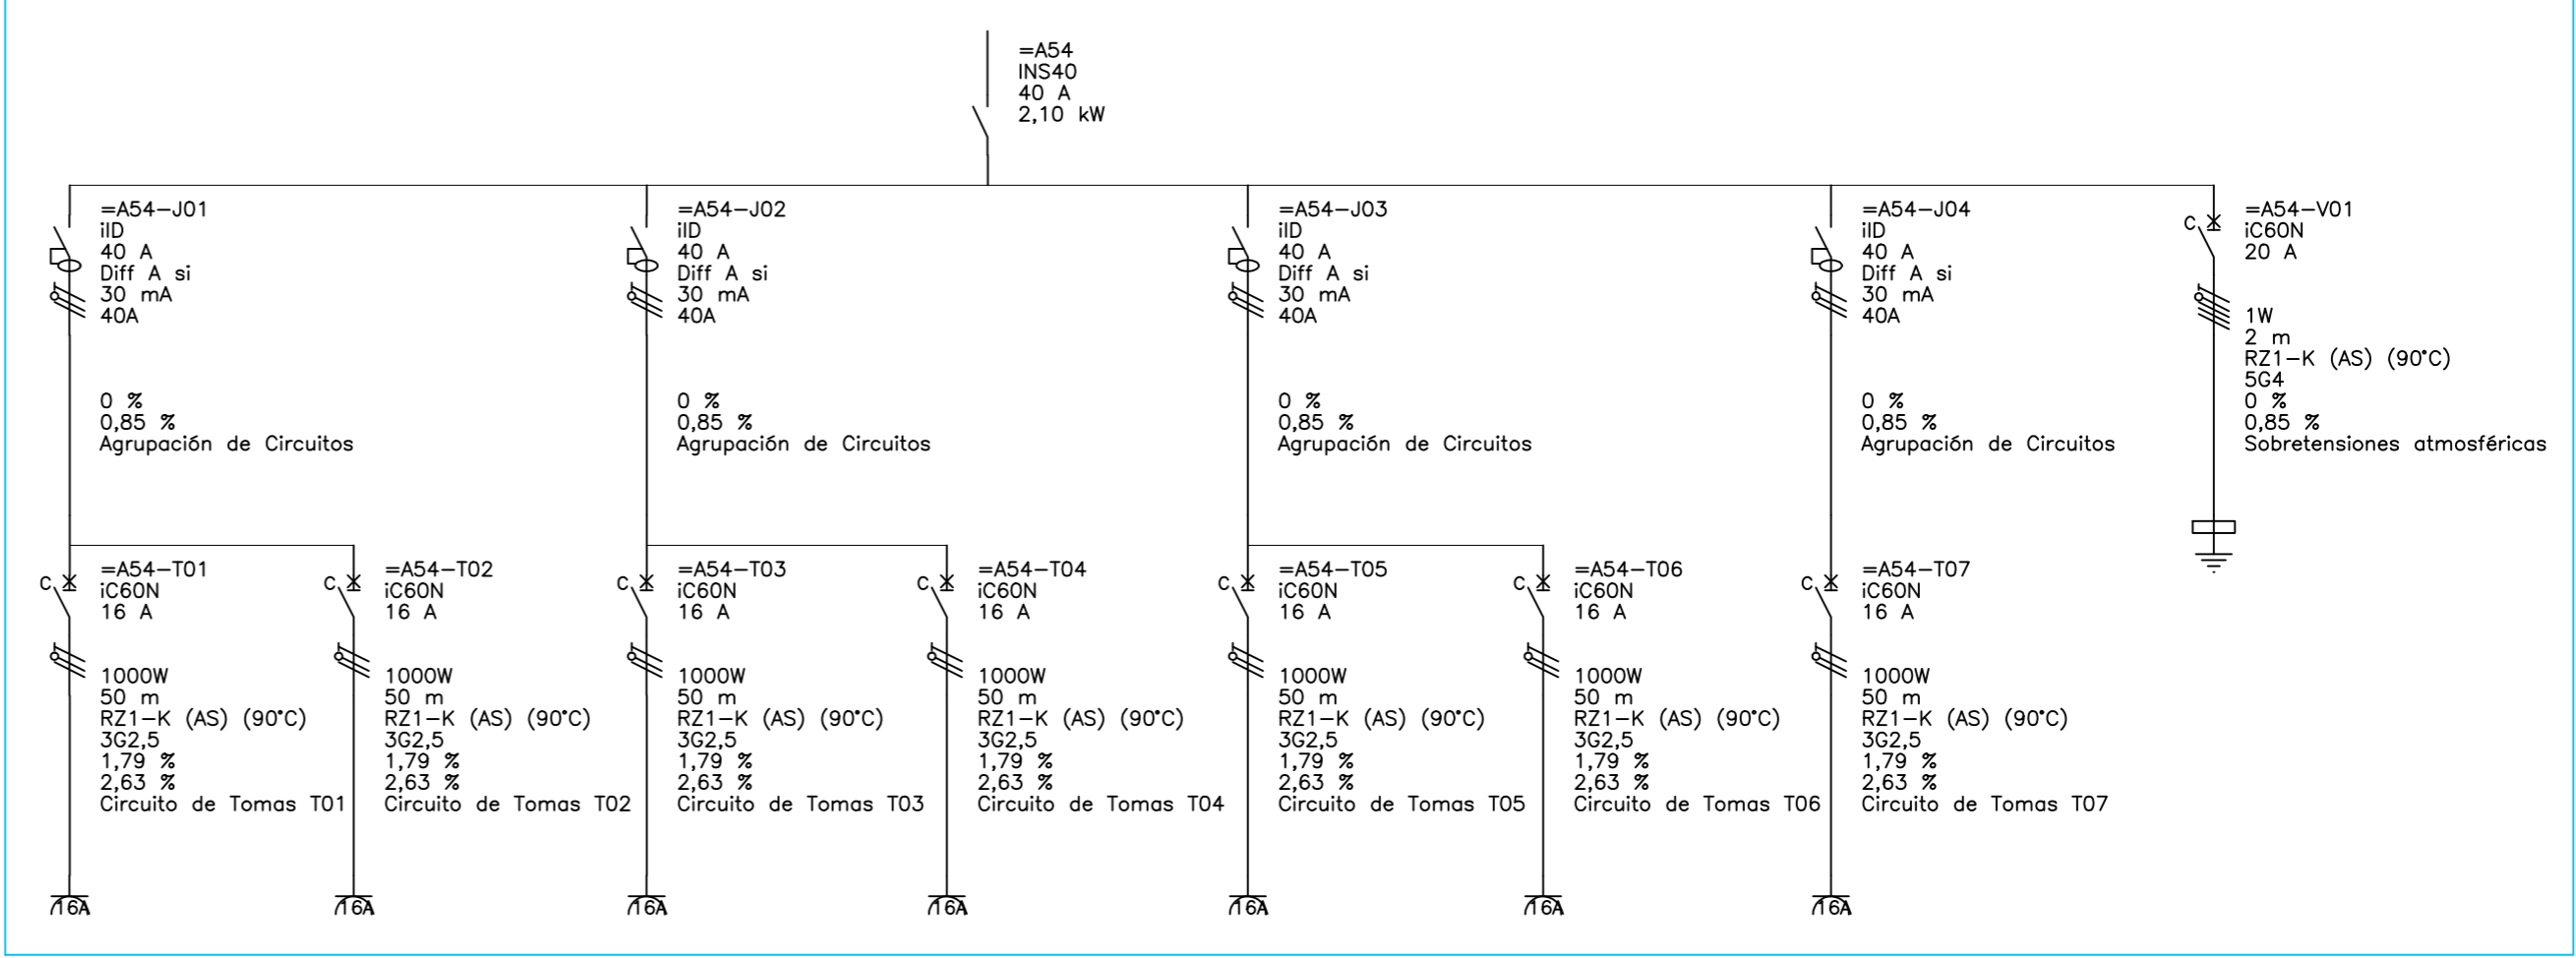 =A54
INS40
40 A
2,10 kW
=A54-J01
iID
40 A
Diff A si
30 mA
40A
0 %
0,85 %
Agrupación de Circuitos
=A54-J02
iID
40 A
Diff A si
30 mA
40A
0 %
0,85 %
Agrupación de Circuitos
=A54-J03
iID
40 A
Diff A si
30 mA
40A
0 %
0,85 %
Agrupación de Circuitos
=A54-J04
iID
40 A
Diff A si
30 mA
40A
0 %
0,85 %
Agrupación de Circuitos
C
=A54-V01
iC60N
20 A
1W
2 m
RZ1-K (AS) (90°C)
5G4
0 %
0,85 %
Sobretensiones atmosféricas
C
=A54-T01
iC60N
16 A
1000W
50 m
RZ1-K (AS) (90°C)
3G2,5
1,79 %
2,63 %
Circuito de Tomas T01
16A
C
=A54-T02
iC60N
16 A
1000W
50 m
RZ1-K (AS) (90°C)
3G2,5
1,79 %
2,63 %
Circuito de Tomas T02
16A
C
=A54-T03
iC60N
16 A
1000W
50 m
RZ1-K (AS) (90°C)
3G2,5
1,79 %
2,63 %
Circuito de Tomas T03
16A
C
=A54-T04
iC60N
16 A
1000W
50 m
RZ1-K (AS) (90°C)
3G2,5
1,79 %
2,63 %
Circuito de Tomas T04
16A
C
=A54-T05
iC60N
16 A
1000W
50 m
RZ1-K (AS) (90°C)
3G2,5
1,79 %
2,63 %
Circuito de Tomas T05
16A
C
=A54-T06
iC60N
16 A
1000W
50 m
RZ1-K (AS) (90°C)
3G2,5
1,79 %
2,63 %
Circuito de Tomas T06
16A
C
=A54-T07
iC60N
16 A
1000W
50 m
RZ1-K (AS) (90°C)
3G2,5
1,79 %
2,63 %
Circuito de Tomas T07
16A